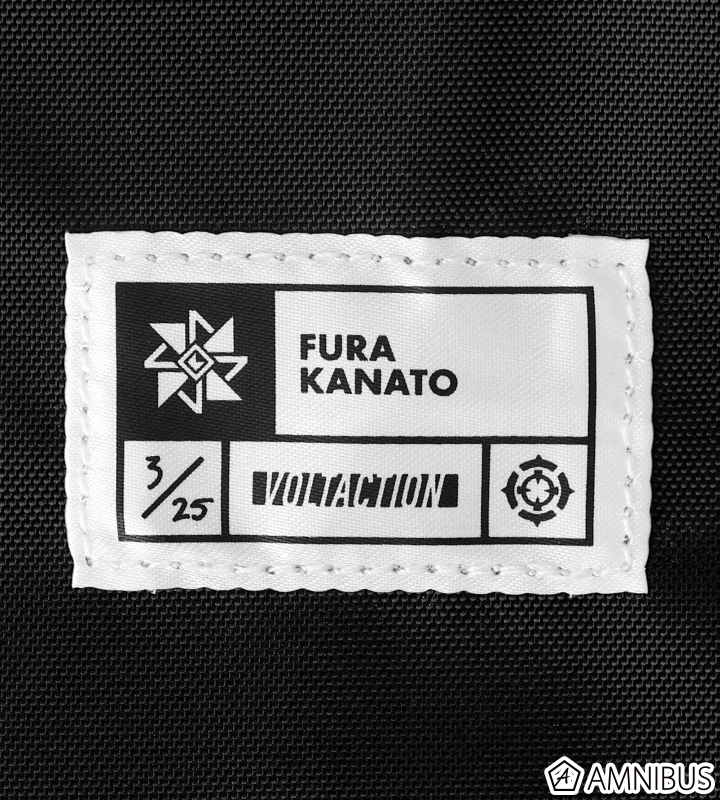 FURA
KANATO
3/25
VOLTACTION
AMNIBUS